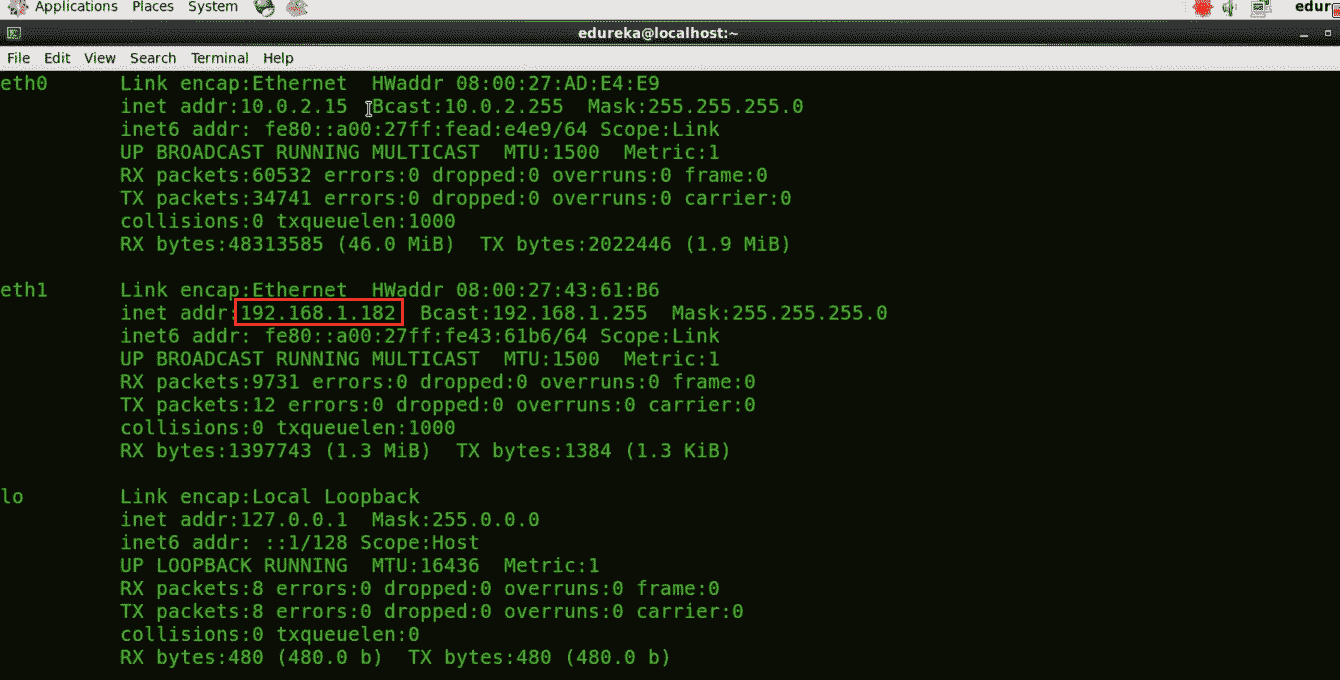 Applications Places System edur
edureka@localhost:~
File Edit View Search Terminal Help
eth0 Link encap:Ethernet HWaddr 08:00:27:AD:E4:E9
inet addr:10.0.2.15 Bcast:10.0.2.255 Mask:255.255.255.0
inet6 addr: fe80::a00:27ff:fead:e4e9/64 Scope:Link
UP BROADCAST RUNNING MULTICAST MTU:1500 Metric:1
RX packets:60532 errors:0 dropped:0 overruns:0 frame:0
TX packets:34741 errors:0 dropped:0 overruns:0 carrier:0
collisions:0 txqueuelen:1000
RX bytes:48313585 (46.0 MiB) TX bytes:2022446 (1.9 MiB)
eth1 Link encap:Ethernet HWaddr 08:00:27:43:61:B6
inet addr:192.168.1.182 Bcast:192.168.1.255 Mask:255.255.255.0
inet6 addr: fe80::a00:27ff:fe43:61b6/64 Scope:Link
UP BROADCAST RUNNING MULTICAST MTU:1500 Metric:1
RX packets:9731 errors:0 dropped:0 overruns:0 frame:0
TX packets:12 errors:0 dropped:0 overruns:0 carrier:0
collisions:0 txqueuelen:1000
RX bytes:1397743 (1.3 MiB) TX bytes:1384 (1.3 KiB)
lo Link encap:Local Loopback
inet addr:127.0.0.1 Mask:255.0.0.0
inet6 addr: ::1/128 Scope:Host
UP LOOPBACK RUNNING MTU:16436 Metric:1
RX packets:8 errors:0 dropped:0 overruns:0 frame:0
TX packets:8 errors:0 dropped:0 overruns:0 carrier:0
collisions:0 txqueuelen:0
RX bytes:480 (480.0 b) TX bytes:480 (480.0 b)